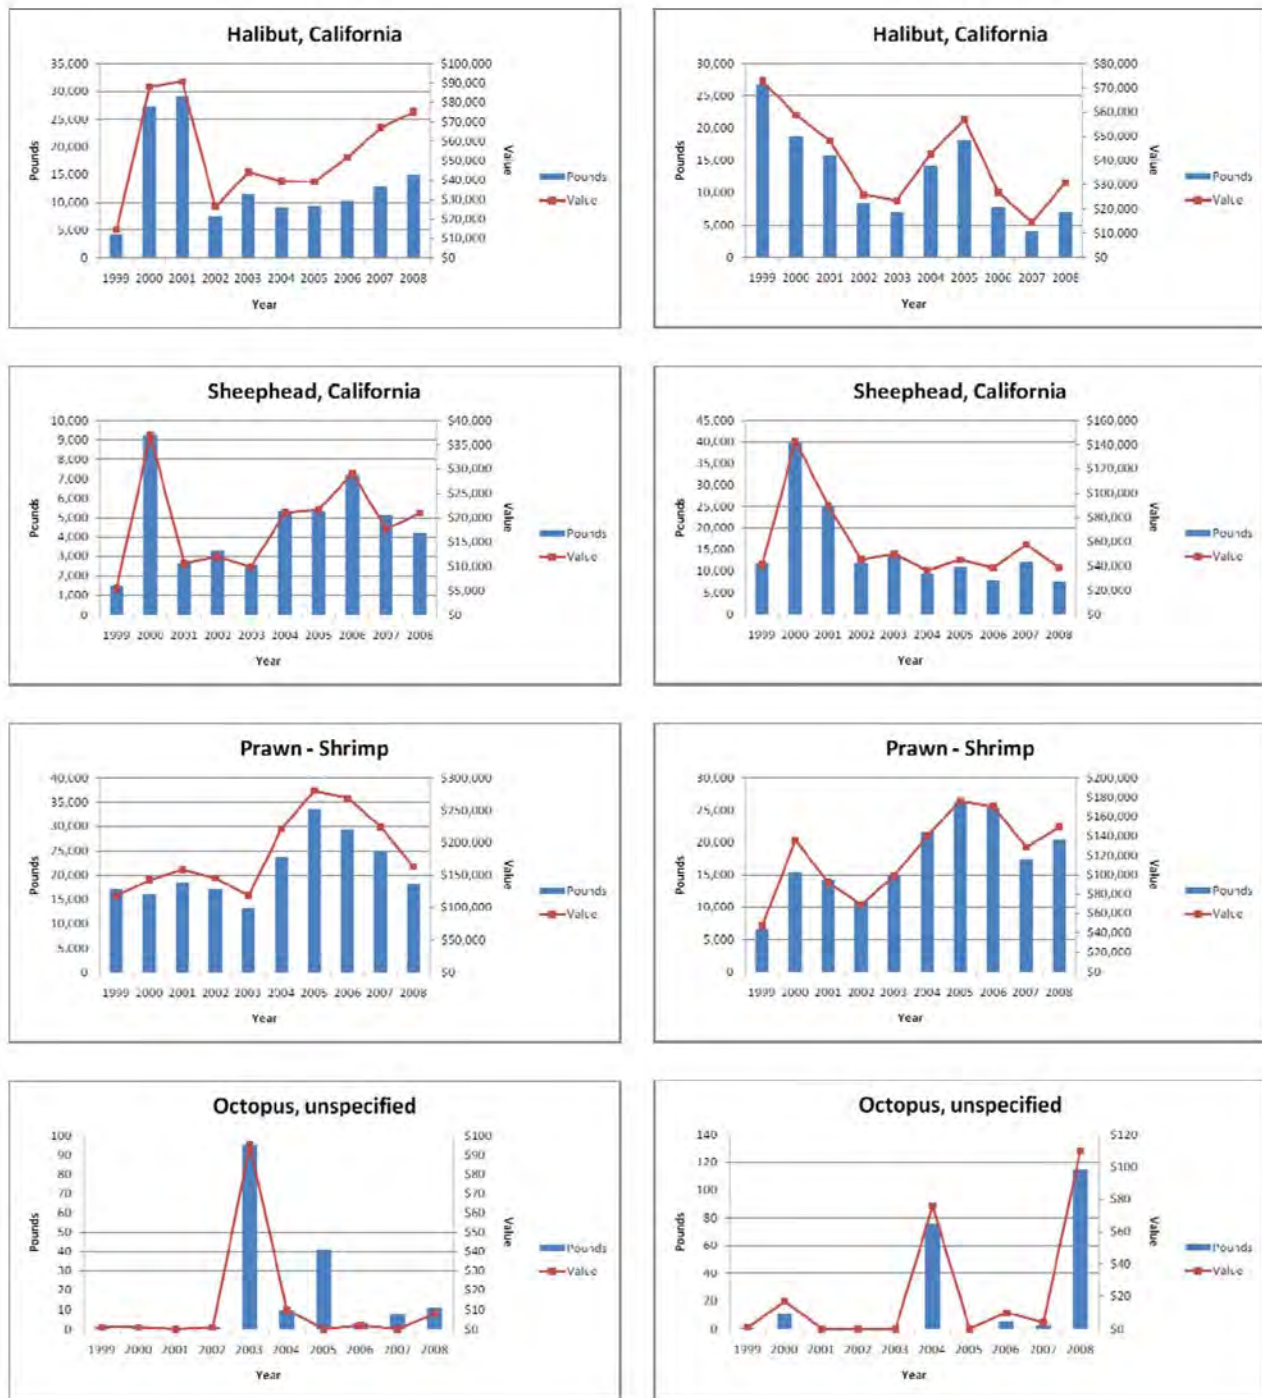 Halibut, California
35,000
30,000
25,000
20,000
15,000
10,000
5,000
0
Pounds
$100,000
$90,000
$80,000
$70,000
$60,000
$50,000
$40,000
$30,000
$20,000
$10,000
$0
Value
Pounds
Value
1999 2000 2001 2002 2003 2004 2005 2006 2007 2008
Year
Halibut, California
30,000
25,000
20,000
15,000
10,000
5,000
0
Pounds
$80,000
$70,000
$60,000
$50,000
$40,000
$30,000
$20,000
$10,000
$0
Value
Pounds
Value
1999 2000 2001 2002 2003 2004 2005 2006 2007 2008
Year
Sheephead, California
10,000
9,000
8,000
7,000
6,000
5,000
4,000
3,000
2,000
1,000
0
Pounds
$40,000
$35,000
$30,000
$25,000
$20,000
$15,000
$10,000
$5,000
$0
Value
Pounds
Value
1999 2000 2001 2002 2003 2004 2005 2006 2007 2008
Year
Sheephead, California
45,000
40,000
35,000
30,000
25,000
20,000
15,000
10,000
5,000
0
Pounds
$160,000
$140,000
$120,000
$100,000
$80,000
$60,000
$40,000
$20,000
$0
Value
Pounds
Value
1999 2000 2001 2002 2003 2004 2005 2006 2007 2008
Year
Prawn - Shrimp
40,000
35,000
30,000
25,000
20,000
15,000
10,000
5,000
0
Pounds
$300,000
$250,000
$200,000
$150,000
$100,000
$50,000
$0
Value
Pounds
Value
1999 2000 2001 2002 2003 2004 2005 2006 2007 2008
Year
Prawn - Shrimp
30,000
25,000
20,000
15,000
10,000
5,000
0
Pounds
$200,000
$180,000
$160,000
$140,000
$120,000
$100,000
$80,000
$60,000
$40,000
$20,000
$0
Value
Pounds
Value
1999 2000 2001 2002 2003 2004 2005 2006 2007 2008
Year
Octopus, unspecified
100
90
80
70
60
50
40
30
20
10
0
Pounds
$100
$90
$80
$70
$60
$50
$40
$30
$20
$10
$0
Value
Pounds
Value
1999 2000 2001 2002 2003 2004 2005 2006 2007 2008
Year
Octopus, unspecified
140
120
100
80
60
40
20
0
Pounds
$120
$100
$80
$60
$40
$20
$0
Value
Pounds
Value
1999 2000 2001 2002 2003 2004 2005 2006 2007 2008
Year